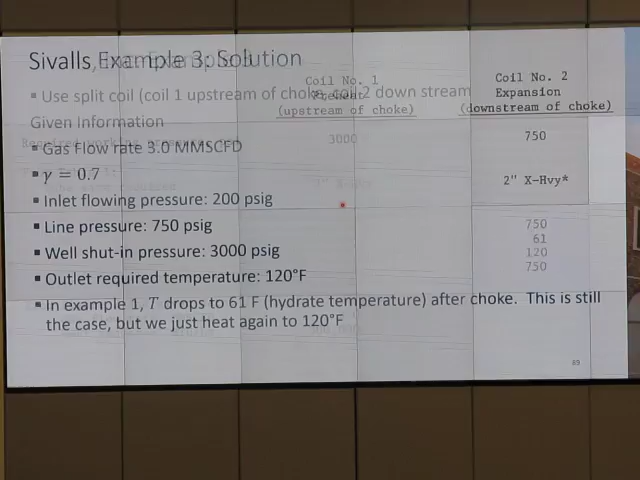 Sivalls, Example 3: Solution
▪ Use split coil (coil 1 upstream of choke, coil 2 down stream
Given Information
▪ Gas Flow rate 3.0 MMSCFD
▪ γ = 0.7
▪ Inlet flowing pressure: 200 psig
▪ Line pressure: 750 psig
▪ Well shut-in pressure: 3000 psig
▪ Outlet required temperature: 120°F
▪ In example 1, T drops to 61 F (hydrate temperature) after choke. This is still
the case, but we just heat again to 120°F
Coil No. 1
(upstream of choke)
3000
Coil No. 2
Expansion
(downstream of choke)
750
2" X-Hvy*
750
61
120
750
89